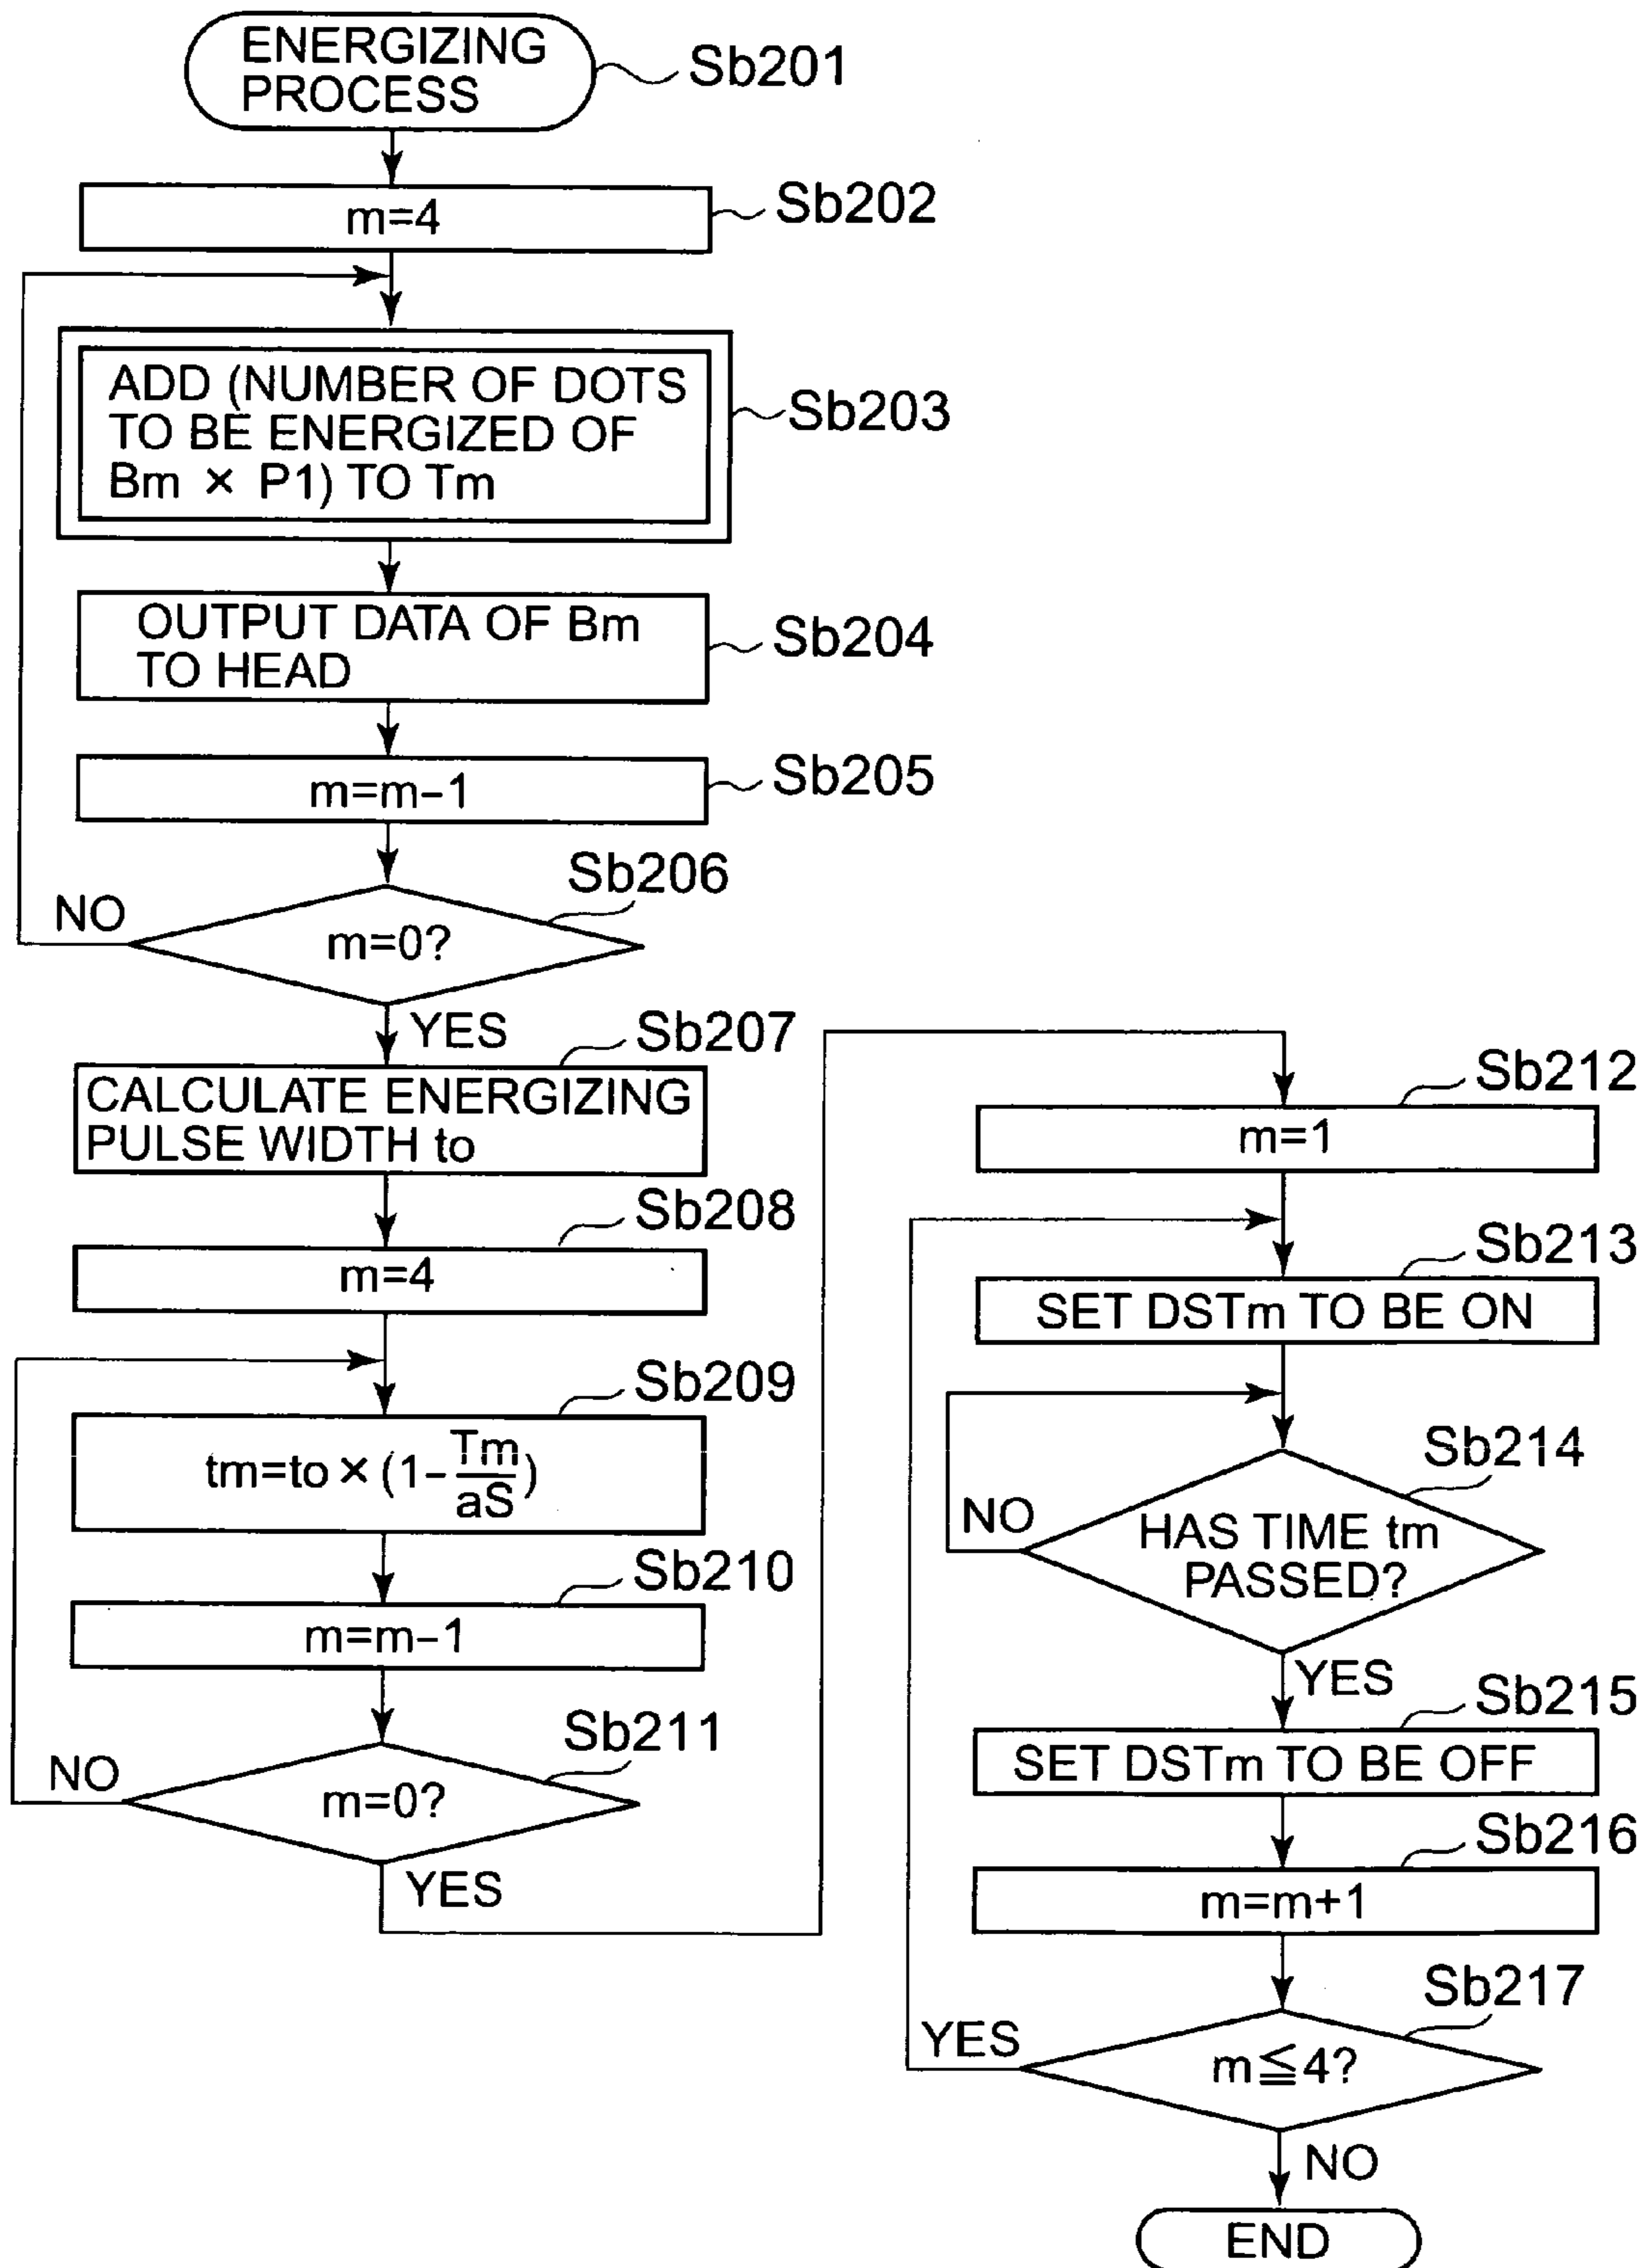 ENERGIZING
PROCESS
Sb201
m=4
Sb202
ADD (NUMBER OF DOTS
TO BE ENERGIZED OF
Bm × P1) TO Tm
Sb203
OUTPUT DATA OF Bm
TO HEAD
Sb204
m=m-1
Sb205
Sb206
NO
m=0?
YES
Sb207
CALCULATE ENERGIZING
PULSE WIDTH to
Sb208
m=4
Sb209
tm=to×(1-Tm/aS)
Sb210
m=m-1
Sb211
NO
m=0?
YES
Sb212
m=1
Sb213
SET DSTm TO BE ON
Sb214
NO
HAS TIME tm
PASSED?
YES
Sb215
SET DSTm TO BE OFF
Sb216
m=m+1
Sb217
YES
m≦4?
NO
END